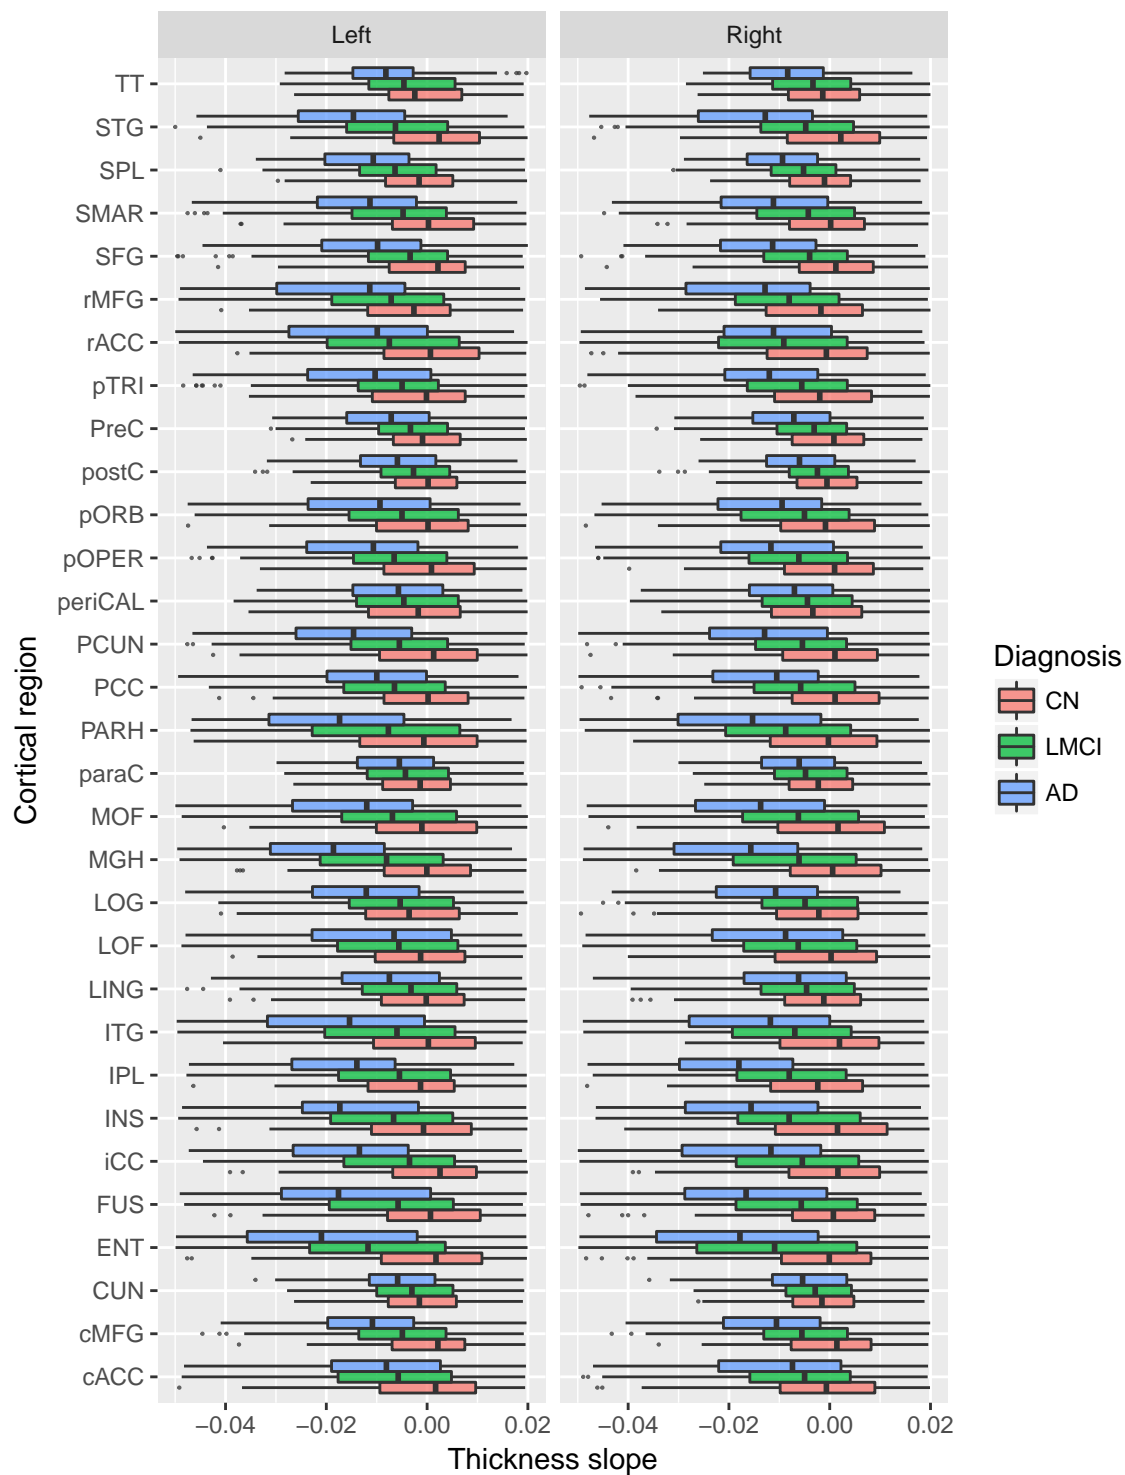 Left Right
TT
STG
SPL
SMAR
SFG
rMFG
rACC
pTRI
PreC
postC
pORB
pOPER
periCAL
PCUN
PCC
PARH
paraC
MOF
MGH
LOG
LOF
LING
ITG
IPL
INS
iCC
FUS
ENT
CUN
cMFG
cACC
Cortical region
−0.04 −0.02 0.00 0.02 −0.04 −0.02 0.00 0.02
Thickness slope
Diagnosis
CN
LMCI
AD